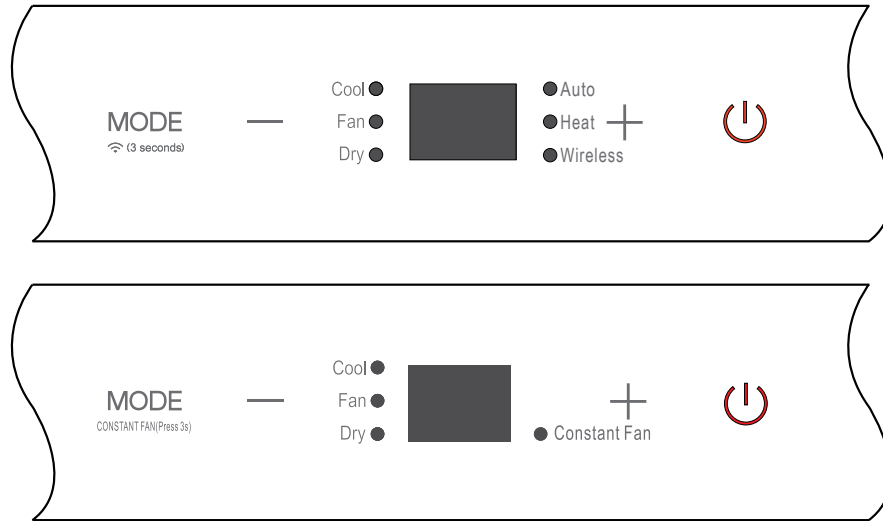 Cool
Auto
MODE
Fan
Heat
(3 seconds)
Dry
Wireless
Cool
MODE
Fan
CONSTANT FAN(Press 3s)
Dry
Constant Fan